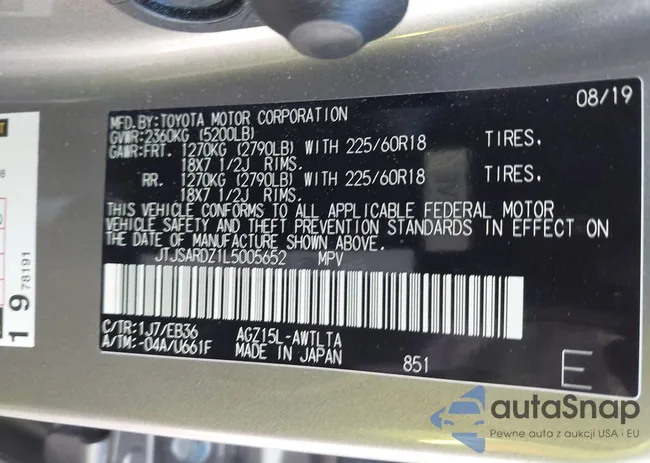 08/19
MFD.BY:TOYOTA MOTOR CORPORATION
GVWR:2360KG (5200LB)
GAWR:FRT. 1270KG (2790LB) WITH 225/60R18 TIRES.
18X7 1/2J RIMS.
RR. 1270KG (2790LB) WITH 225/60R18 TIRES.
18X7 1/2J RIMS.
THIS VEHICLE CONFORMS TO ALL APPLICABLE FEDERAL MOTOR
VEHICLE SAFETY AND THEFT PREVENTION STANDARDS IN EFFECT ON
THE DATE OF MANUFACTURE SHOWN ABOVE.
JTJSARDZ1L5005652 MPV
C/TR:1J7/EB36 AGZ15L-AWTLTA
A/TM:-04A/U661F MADE IN JAPAN 851
E
19 78191
autaSnap
Pewne auta z aukcji USA i EU